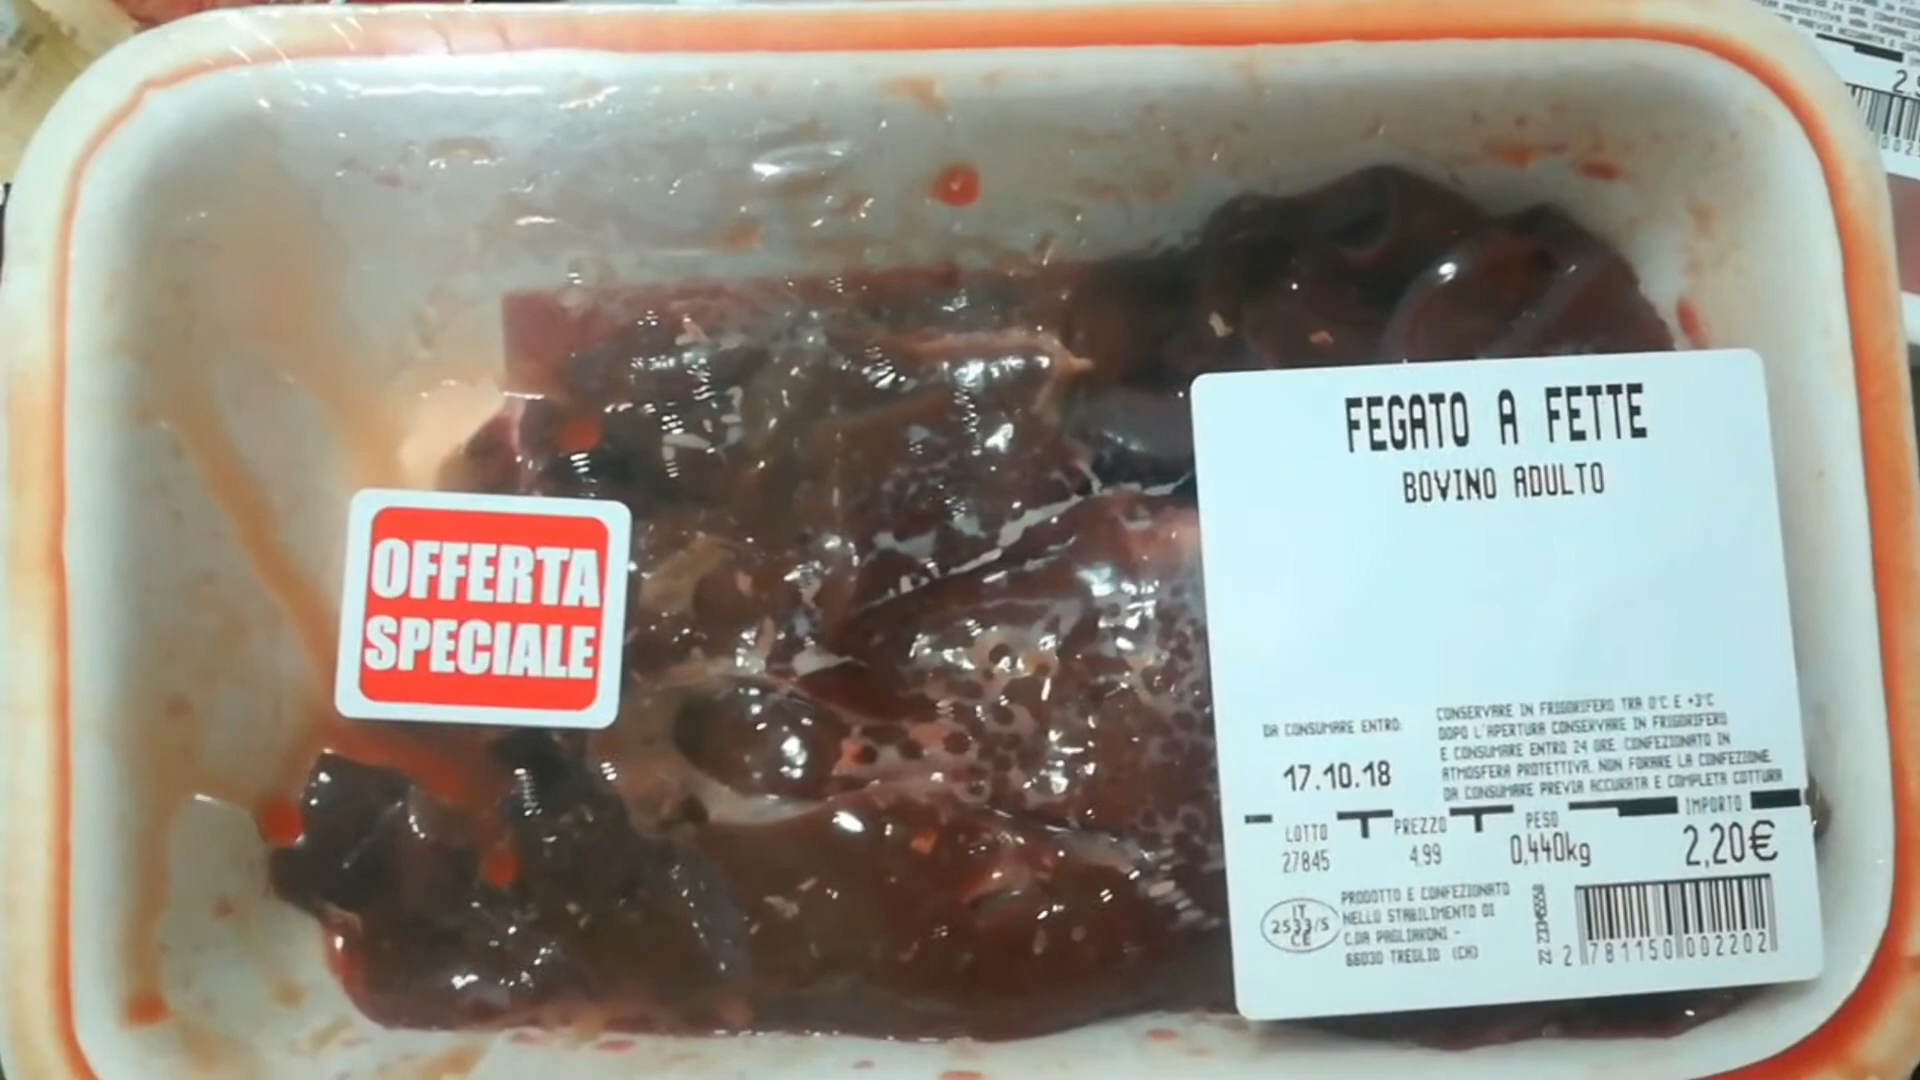 OFFERTA
SPECIALE
FEGATO A FETTE
BOVINO ADULTO
DA CONSUMARE ENTRO:
17.10.18
CONSERVARE IN FRIGORIFERO TRA 0°C E +3°C
DOPO L'APERTURA CONSERVARE IN FRIGORIFERO
E CONSUMARE ENTRO 24 ORE. CONFEZIONATO IN
ATMOSFERA PROTETTIVA. NON FORARE LA CONFEZIONE
DA CONSUMARE PREVIA ACCURATA E COMPLETA COTTURA
LOTTO
27845
PREZZO
4.99
PESO
0,440kg
IMPORTO
2,20€
IT
2533/S
CE
PRODOTTO E CONFEZIONATO
NELLO STABILIMENTO DI
C.DA PAGLIARONI -
66030 TREGLIO (CH)
2 781150 002202